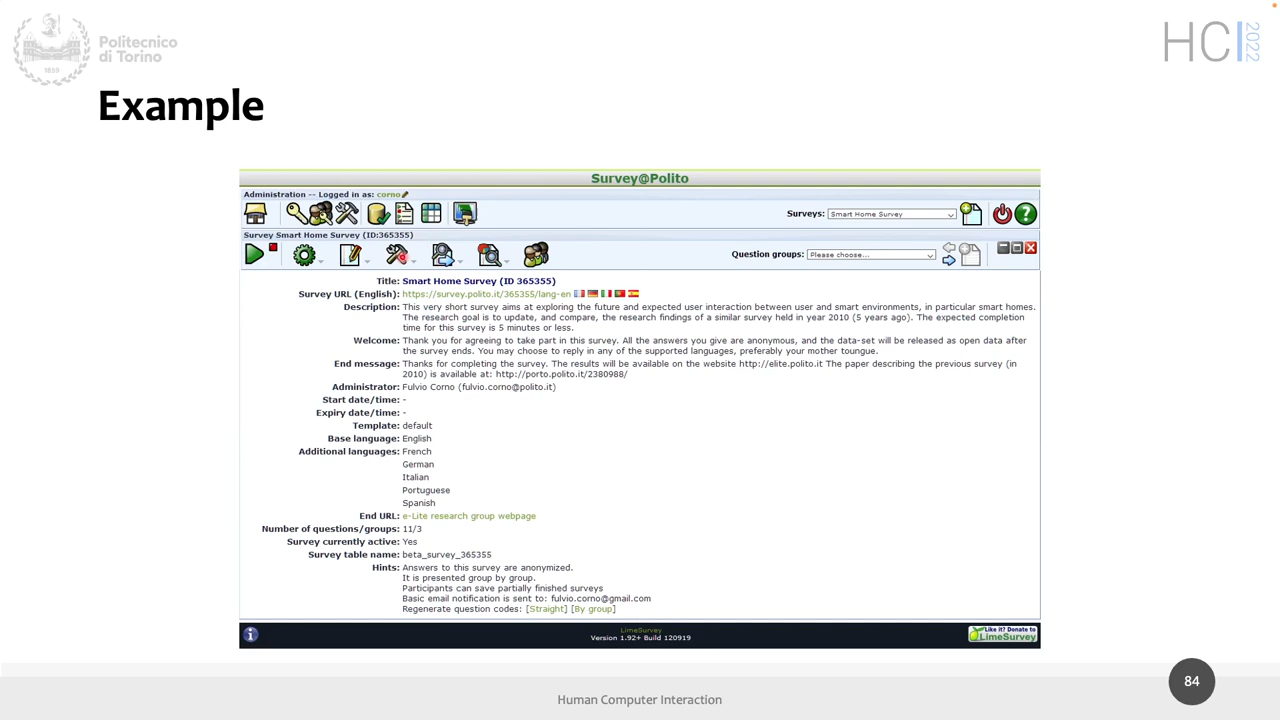 Politecnico
di Torino
1859
HCI 2022
Example
Survey@Polito
Administration -- Logged in as: corno
Surveys: Smart Home Survey
Survey Smart Home Survey (ID:365355)
Question groups: Please choose...
Title: Smart Home Survey (ID 365355)
Survey URL (English): https://survey.polito.it/365355/lang-en
Description: This very short survey aims at exploring the future and expected user interaction between user and smart environments, in particular smart homes.
The research goal is to update, and compare, the research findings of a similar survey held in year 2010 (5 years ago). The expected completion
time for this survey is 5 minutes or less.
Welcome: Thank you for agreeing to take part in this survey. All the answers you give are anonymous, and the data-set will be released as open data after
the survey ends. You may choose to reply in any of the supported languages, preferably your mother toungue.
End message: Thanks for completing the survey. The results will be available on the website http://elite.polito.it The paper describing the previous survey (in
2010) is available at: http://porto.polito.it/2380988/
Administrator: Fulvio Corno (fulvio.corno@polito.it)
Start date/time: -
Expiry date/time: -
Template: default
Base language: English
Additional languages: French
German
Italian
Portuguese
Spanish
End URL: e-Lite research group webpage
Number of questions/groups: 11/3
Survey currently active: Yes
Survey table name: beta_survey_365355
Hints: Answers to this survey are anonymized.
It is presented group by group.
Participants can save partially finished surveys
Basic email notification is sent to: fulvio.corno@gmail.com
Regenerate question codes: [Straight] [By group]
LimeSurvey
Version 1.92+ Build 120919
Like it? Donate to
LimeSurvey
Human Computer Interaction
84